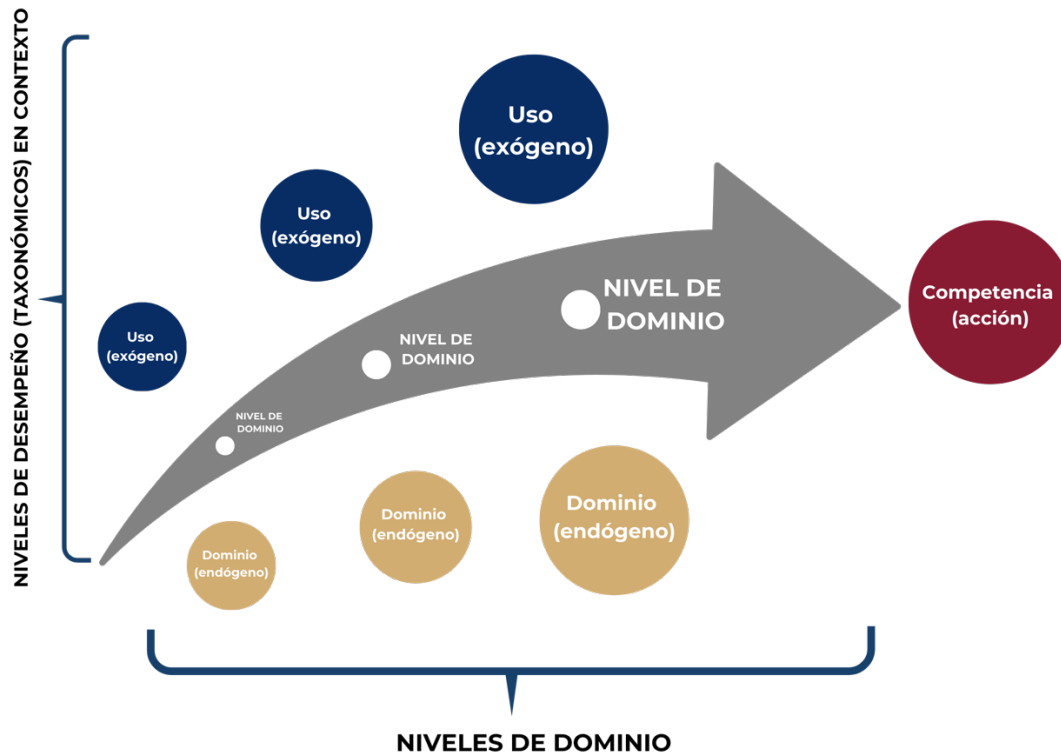 NIVELES DE DESEMPEÑO (TAXONÓMICOS) EN CONTEXTO
Uso
(exógeno)
Uso
(exógeno)
Uso
(exógeno)
NIVEL DE
DOMINIO
NIVEL DE
DOMINIO
NIVEL DE
DOMINIO
Competencia
(acción)
Dominio
(endógeno)
Dominio
(endógeno)
Dominio
(endógeno)
NIVELES DE DOMINIO